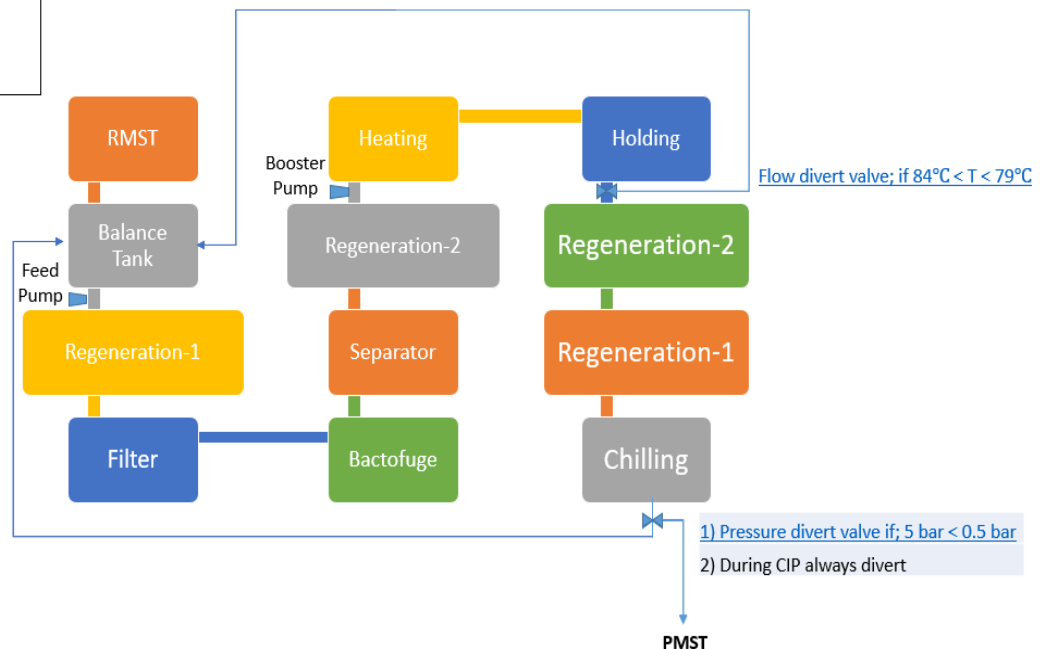 RMST
Heating
Holding
Booster
Pump
Flow divert valve; if 84℃ < T < 79℃
Balance
Tank
Regeneration-2
Regeneration-2
Feed
Pump
Regeneration-1
Separator
Regeneration-1
Filter
Bactofuge
Chilling
1) Pressure divert valve if; 5 bar < 0.5 bar
2) During CIP always divert
PMST